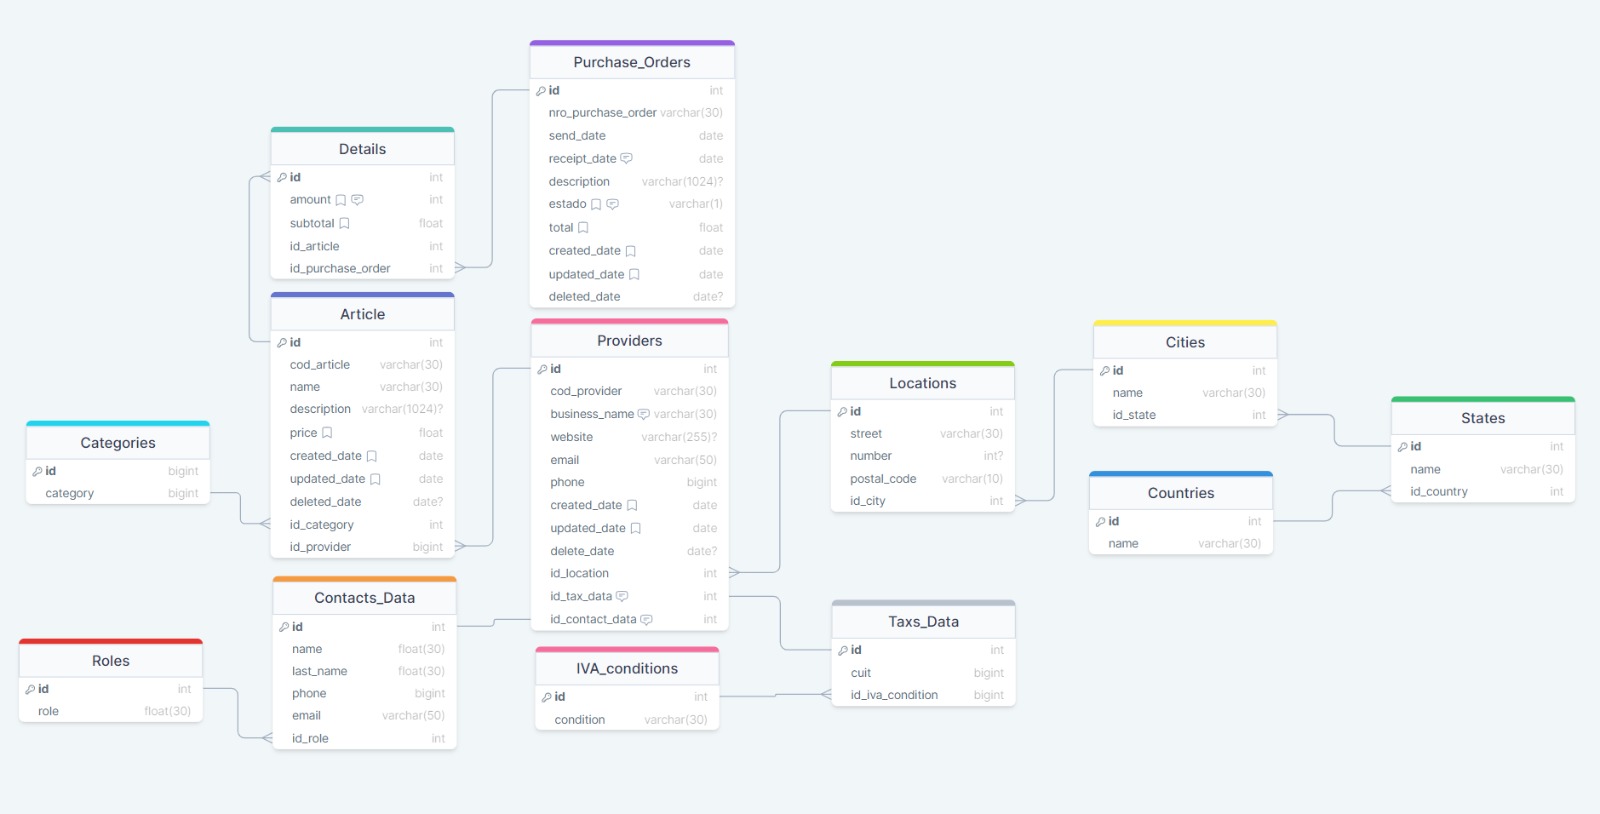 Purchase_Orders
id int
nro_purchase_order varchar(30)
send_date date
receipt_date date
description varchar(1024)?
estado varchar(1)
total float
created_date date
updated_date date
deleted_date date?
Details
id int
amount int
subtotal float
id_article int
id_purchase_order int
Article
id int
cod_article varchar(30)
name varchar(30)
description varchar(1024)?
price float
created_date date
updated_date date
deleted_date date?
id_category int
id_provider bigint
Providers
id int
cod_provider varchar(30)
business_name varchar(30)
website varchar(255)?
email varchar(50)
phone bigint
created_date date
updated_date date
delete_date date?
id_location int
id_tax_data int
id_contact_data int
Locations
id int
street varchar(30)
number int?
postal_code varchar(10)
id_city int
Cities
id int
name varchar(30)
id_state int
States
id int
name varchar(30)
id_country int
Countries
id int
name varchar(30)
Categories
id bigint
category bigint
Contacts_Data
id int
name float(30)
last_name float(30)
phone bigint
email varchar(50)
id_role int
Roles
id int
role float(30)
IVA_conditions
id int
condition varchar(30)
Taxs_Data
id int
cuit bigint
id_iva_condition bigint